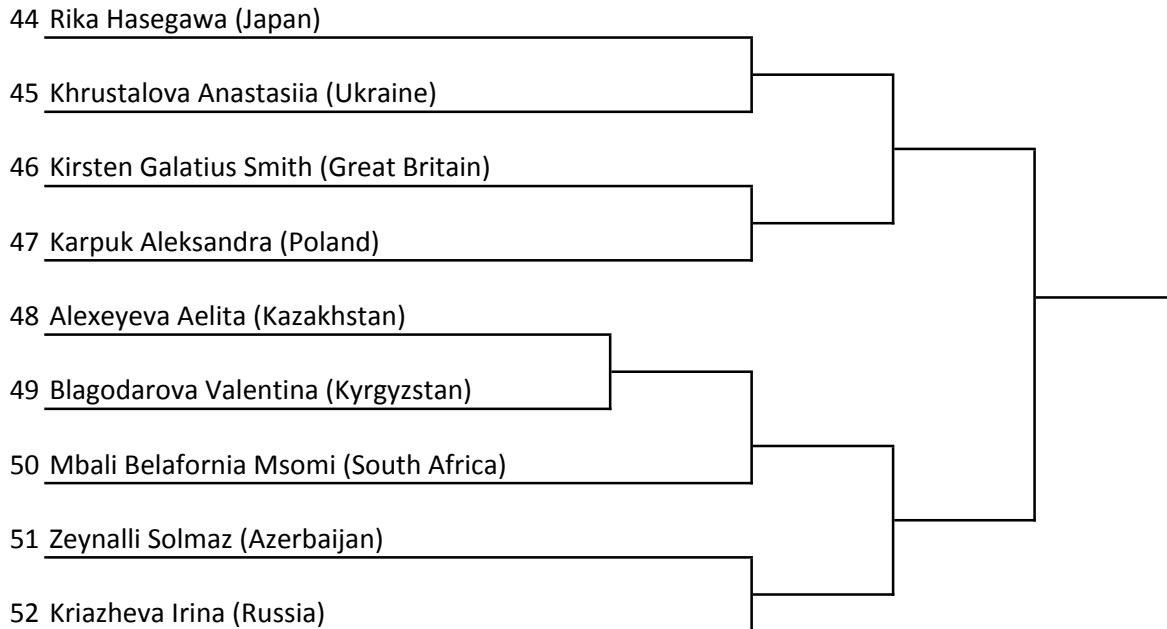 44 Rika Hasegawa (Japan)
45 Khrustalova Anastasiia (Ukraine)
46 Kirsten Galatius Smith (Great Britain)
47 Karpuk Aleksandra (Poland)
48 Alexeyeva Aelita (Kazakhstan)
49 Blagodarova Valentina (Kyrgyzstan)
50 Mbali Belafornia Msomi (South Africa)
51 Zeynalli Solmaz (Azerbaijan)
52 Kriazheva Irina (Russia)